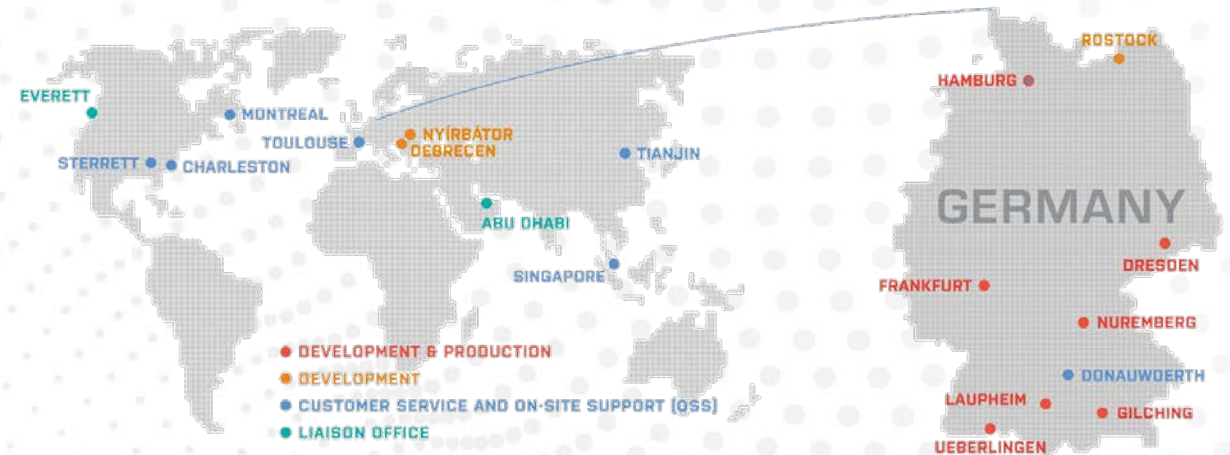 EVERETT
MONTREAL
TOULOUSE
NYÍRBÁTOR
DEBRECEN
STERRETT
CHARLESTON
TIANJIN
ABU DHABI
SINGAPORE
DEVELOPMENT & PRODUCTION
DEVELOPMENT
CUSTOMER SERVICE AND ON-SITE SUPPORT (OSS)
LIAISON OFFICE
ROSTOCK
HAMBURG
GERMANY
DRESDEN
FRANKFURT
NUREMBERG
DONAUWOERTH
LAUPHEIM
GILCHING
UEBERLINGEN